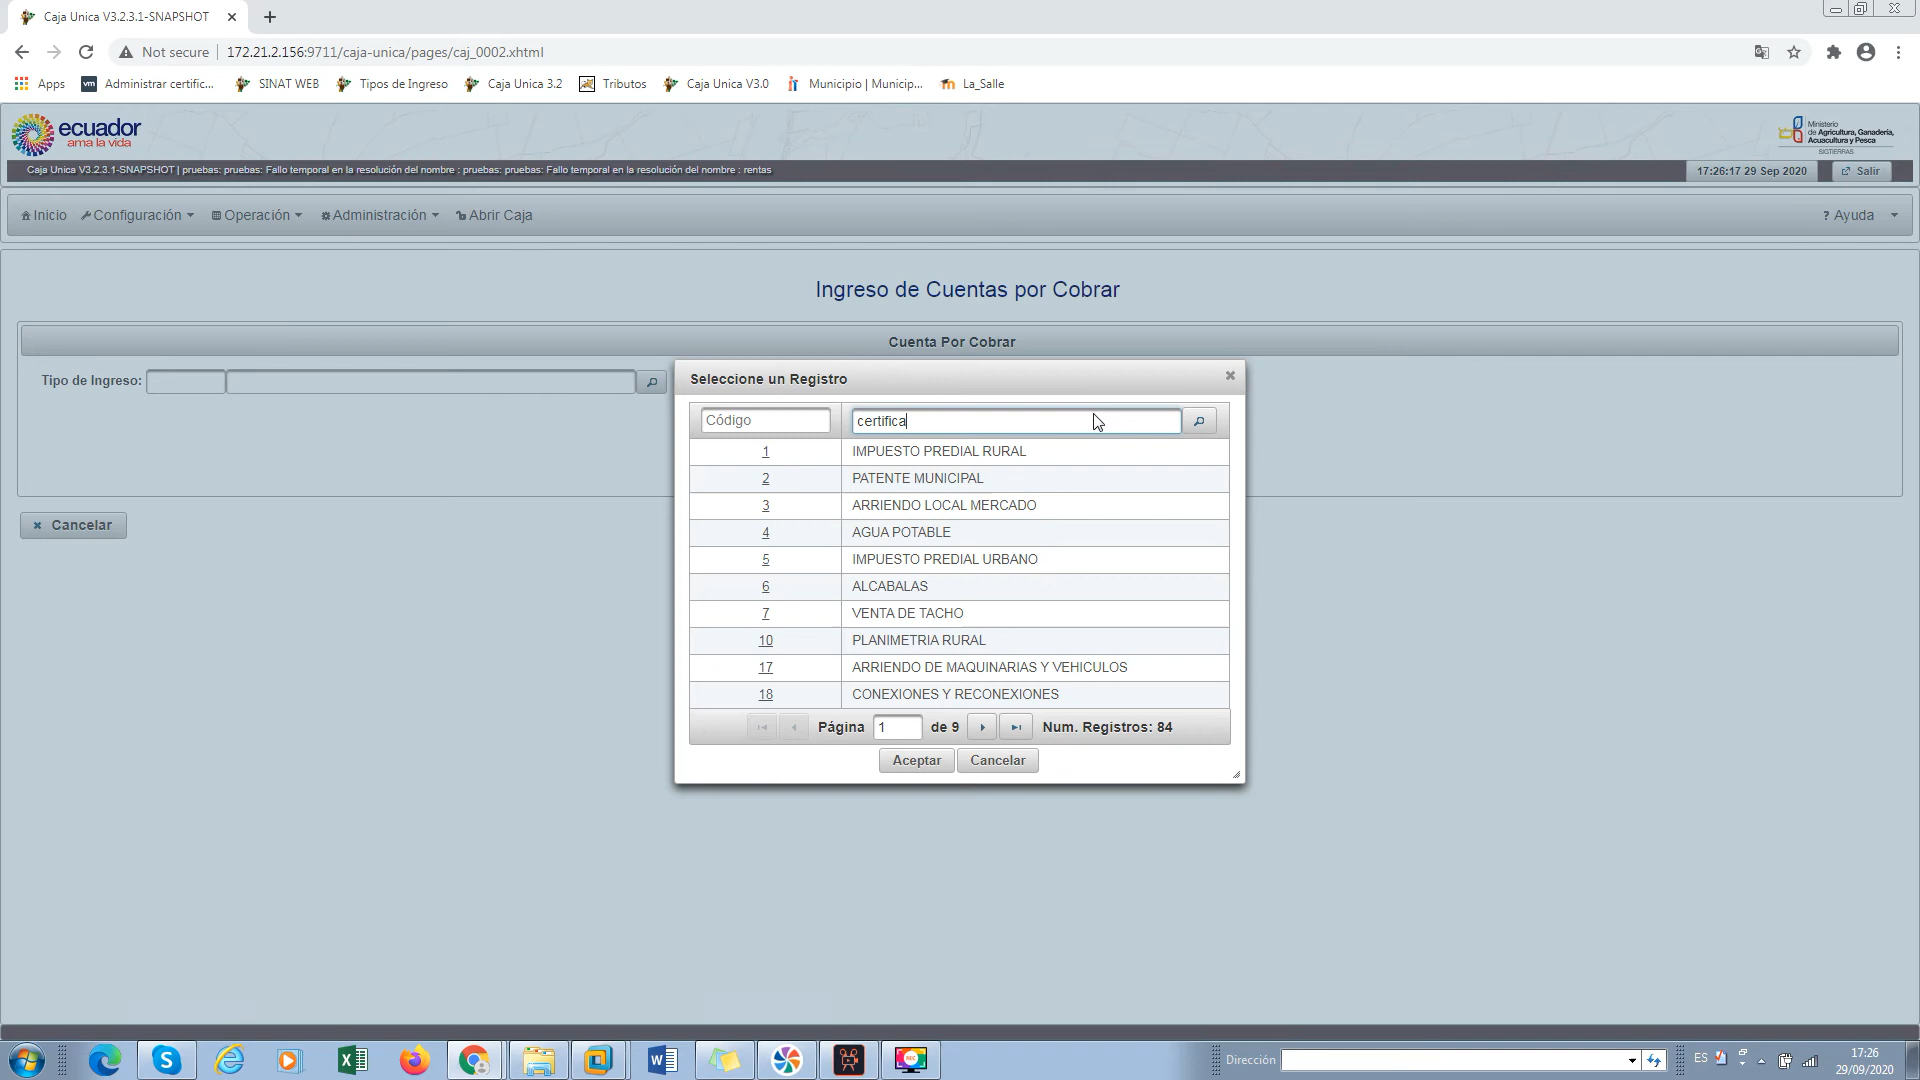 Caja Unica V3.2.3.1-SNAPSHOT
Not secure
172.21.2.156:9711/caja-unica/pages/caj_0002.xhtml
Apps
Administrar certific...
SINAT WEB
Tipos de Ingreso
Caja Unica 3.2
Tributos
Caja Unica V3.0
Municipio | Municip...
La_Salle
ecuador
ama la vida
Ministerio
de Agricultura, Ganadería,
Acuacultura y Pesca
SIGTIERRAS
Caja Unica V3.2.3.1-SNAPSHOT | pruebas: pruebas: Fallo temporal en la resolución del nombre : pruebas: pruebas: Fallo temporal en la resolución del nombre : rentas
17:26:17 29 Sep 2020
Salir
Inicio
Configuración
Operación
Administración
Abrir Caja
? Ayuda
Ingreso de Cuentas por Cobrar
Cuenta Por Cobrar
Tipo de Ingreso:
Cancelar
Seleccione un Registro
Código
certifica
1 IMPUESTO PREDIAL RURAL
2 PATENTE MUNICIPAL
3 ARRIENDO LOCAL MERCADO
4 AGUA POTABLE
5 IMPUESTO PREDIAL URBANO
6 ALCABALAS
7 VENTA DE TACHO
10 PLANIMETRIA RURAL
17 ARRIENDO DE MAQUINARIAS Y VEHICULOS
18 CONEXIONES Y RECONEXIONES
Página 1 de 9 Num. Registros: 84
Aceptar
Cancelar
Dirección
ES
17:26
29/09/2020